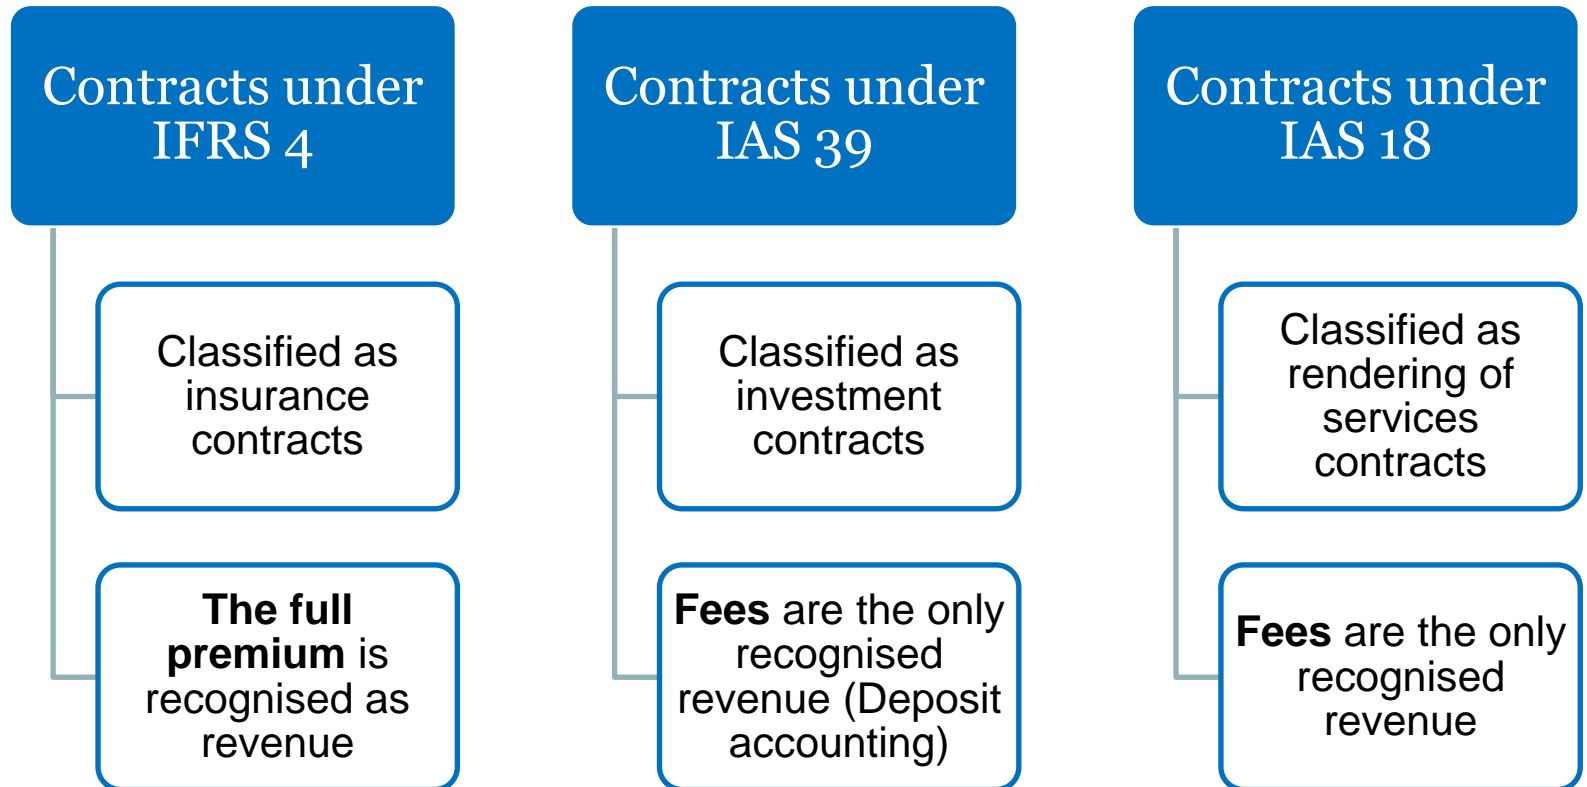 Contracts under
IFRS 4
Classified as
insurance
contracts
The full
premium is
recognised as
revenue
Contracts under
IAS 39
Classified as
investment
contracts
Fees are the only
recognised
revenue (Deposit
accounting)
Contracts under
IAS 18
Classified as
rendering of
services
contracts
Fees are the only
recognised
revenue